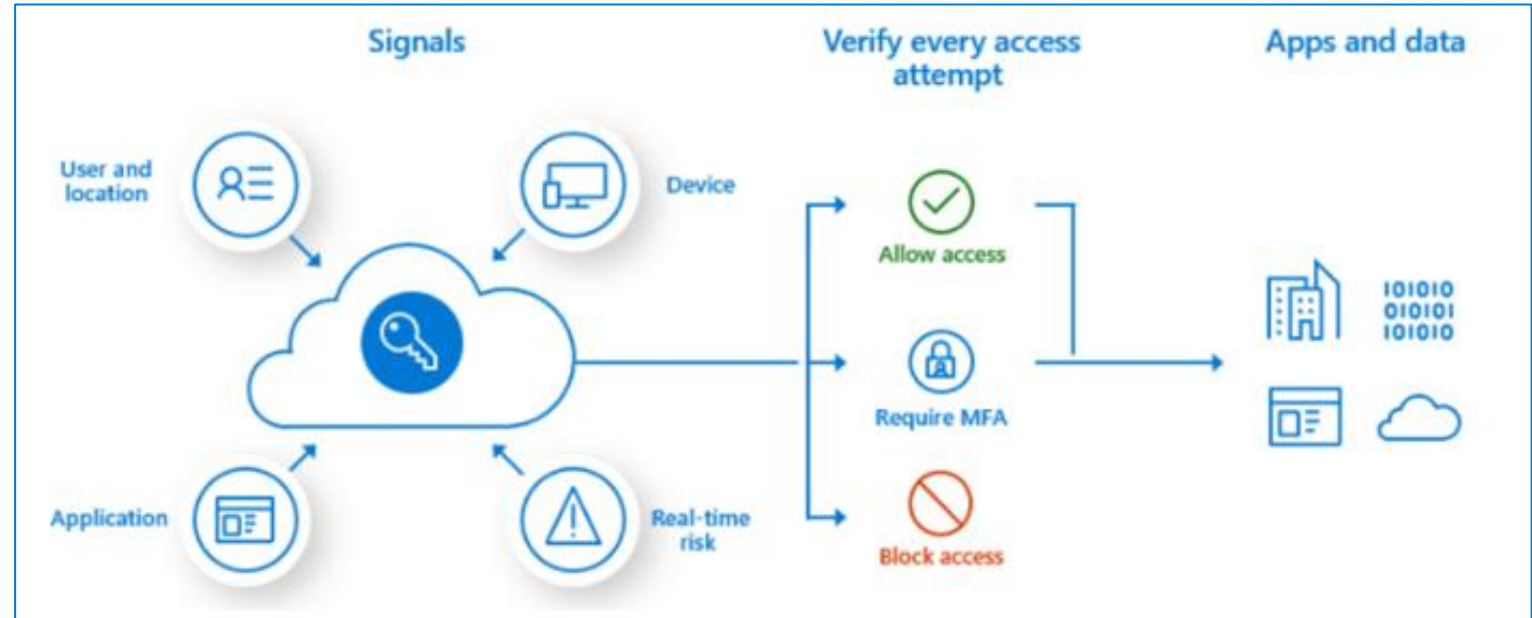 Signals
Verify every access
attempt
Apps and data
User and
location
Device
Allow access
101010
010101
101010
Require MFA
Application
Real-time
risk
Block access